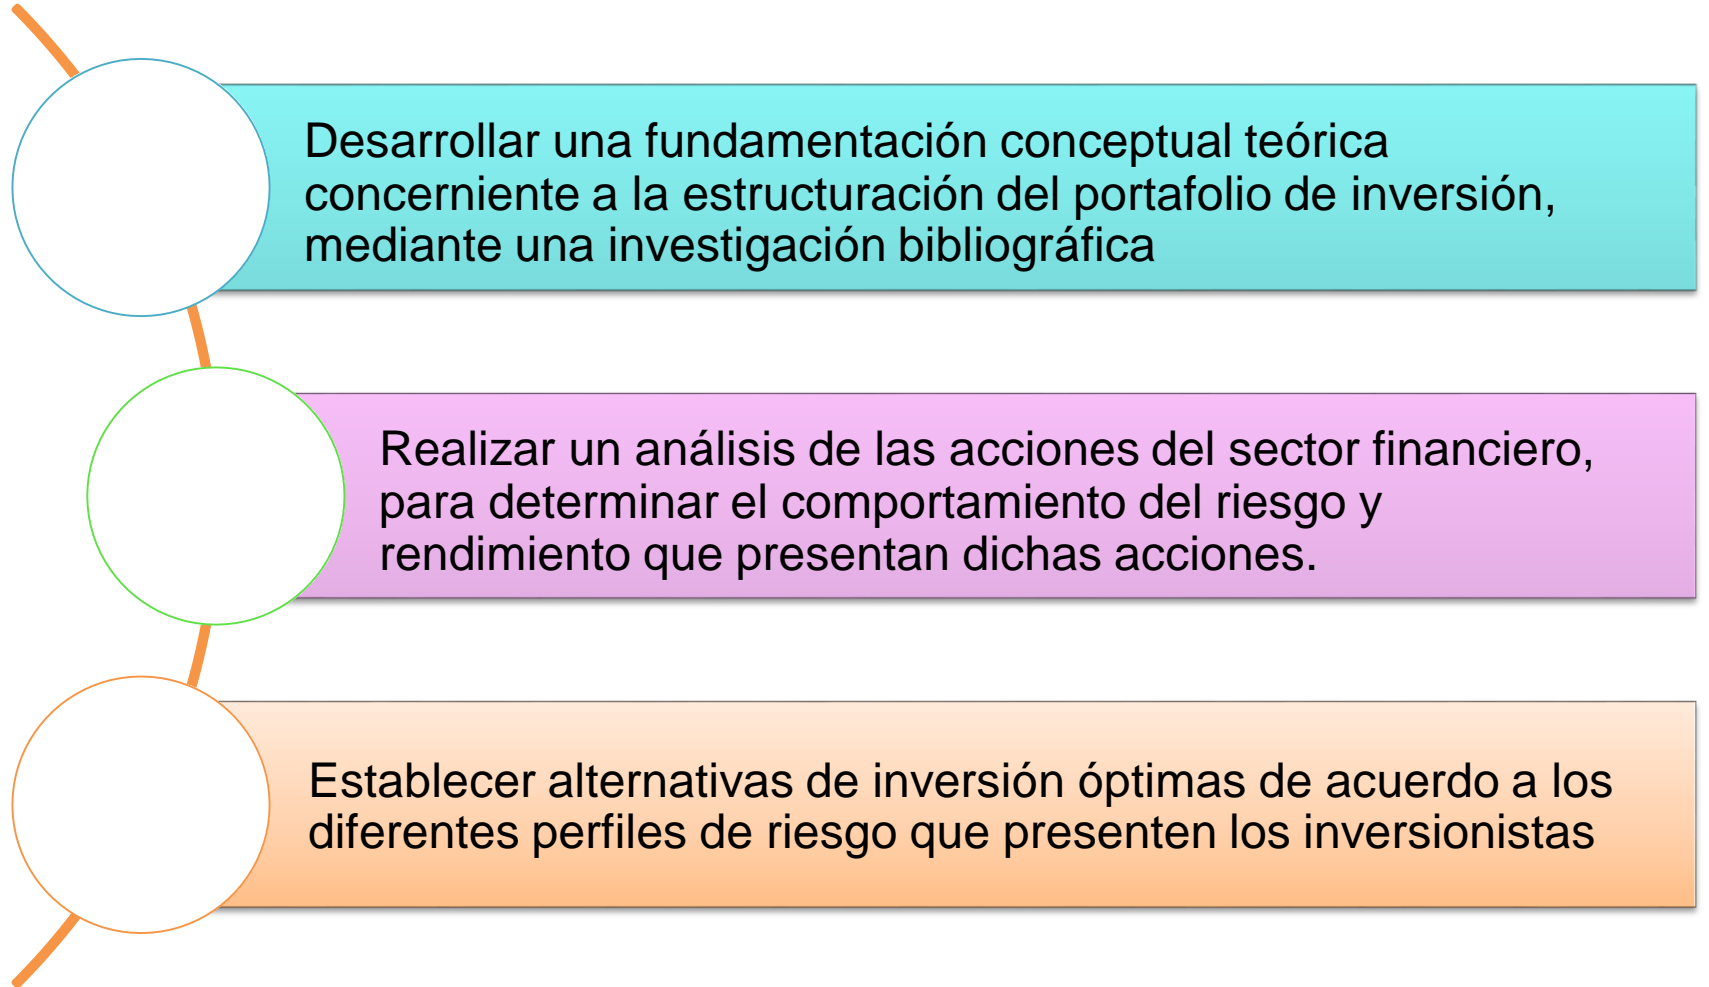 Desarrollar una fundamentación conceptual teórica
concerniente a la estructuración del portafolio de inversión,
mediante una investigación bibliográfica
Realizar un análisis de las acciones del sector financiero,
para determinar el comportamiento del riesgo y
rendimiento que presentan dichas acciones.
Establecer alternativas de inversión óptimas de acuerdo a los
diferentes perfiles de riesgo que presenten los inversionistas